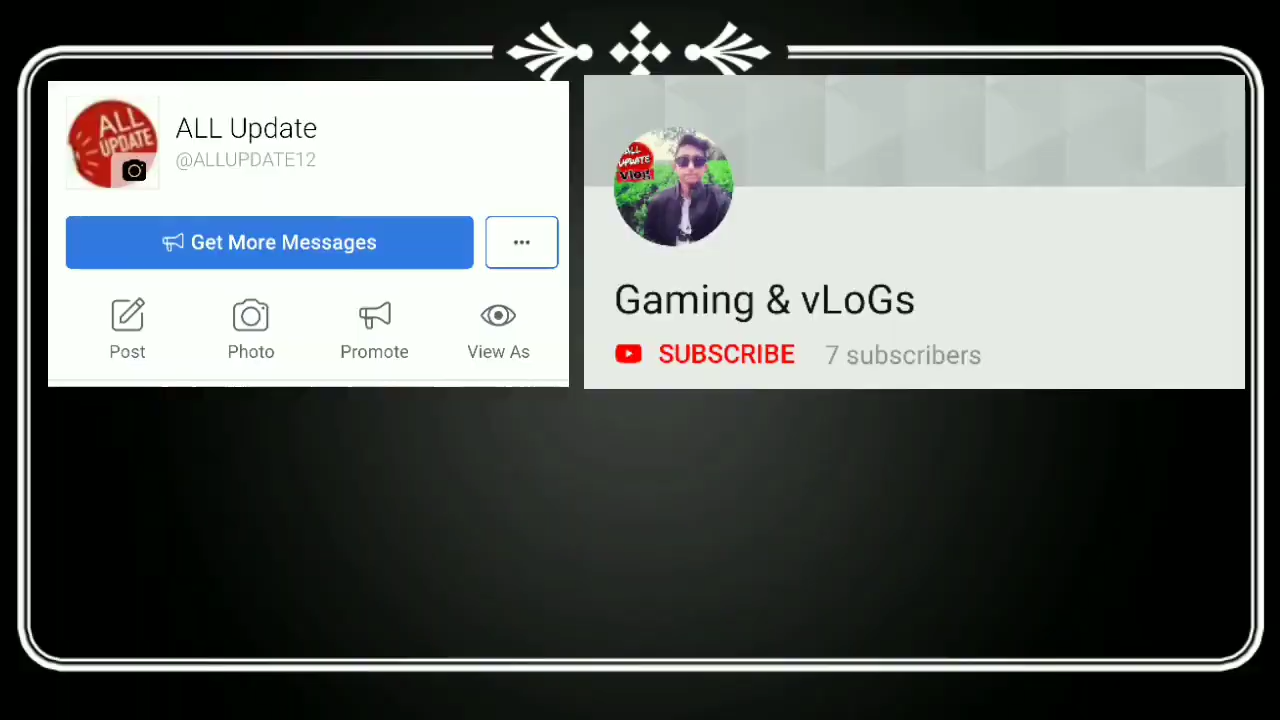 ALL
UPDATE
ALL Update
@ALLUPDATE12
Get More Messages
Post
Photo
Promote
View As
ALL
UPDATE
Gaming & vLoGs
SUBSCRIBE
7 subscribers